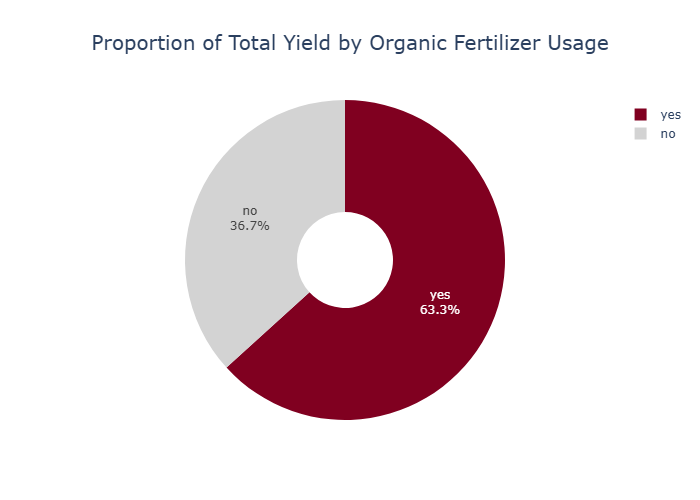 Proportion of Total Yield by Organic Fertilizer Usage
yes
no
no
36.7%
yes
63.3%